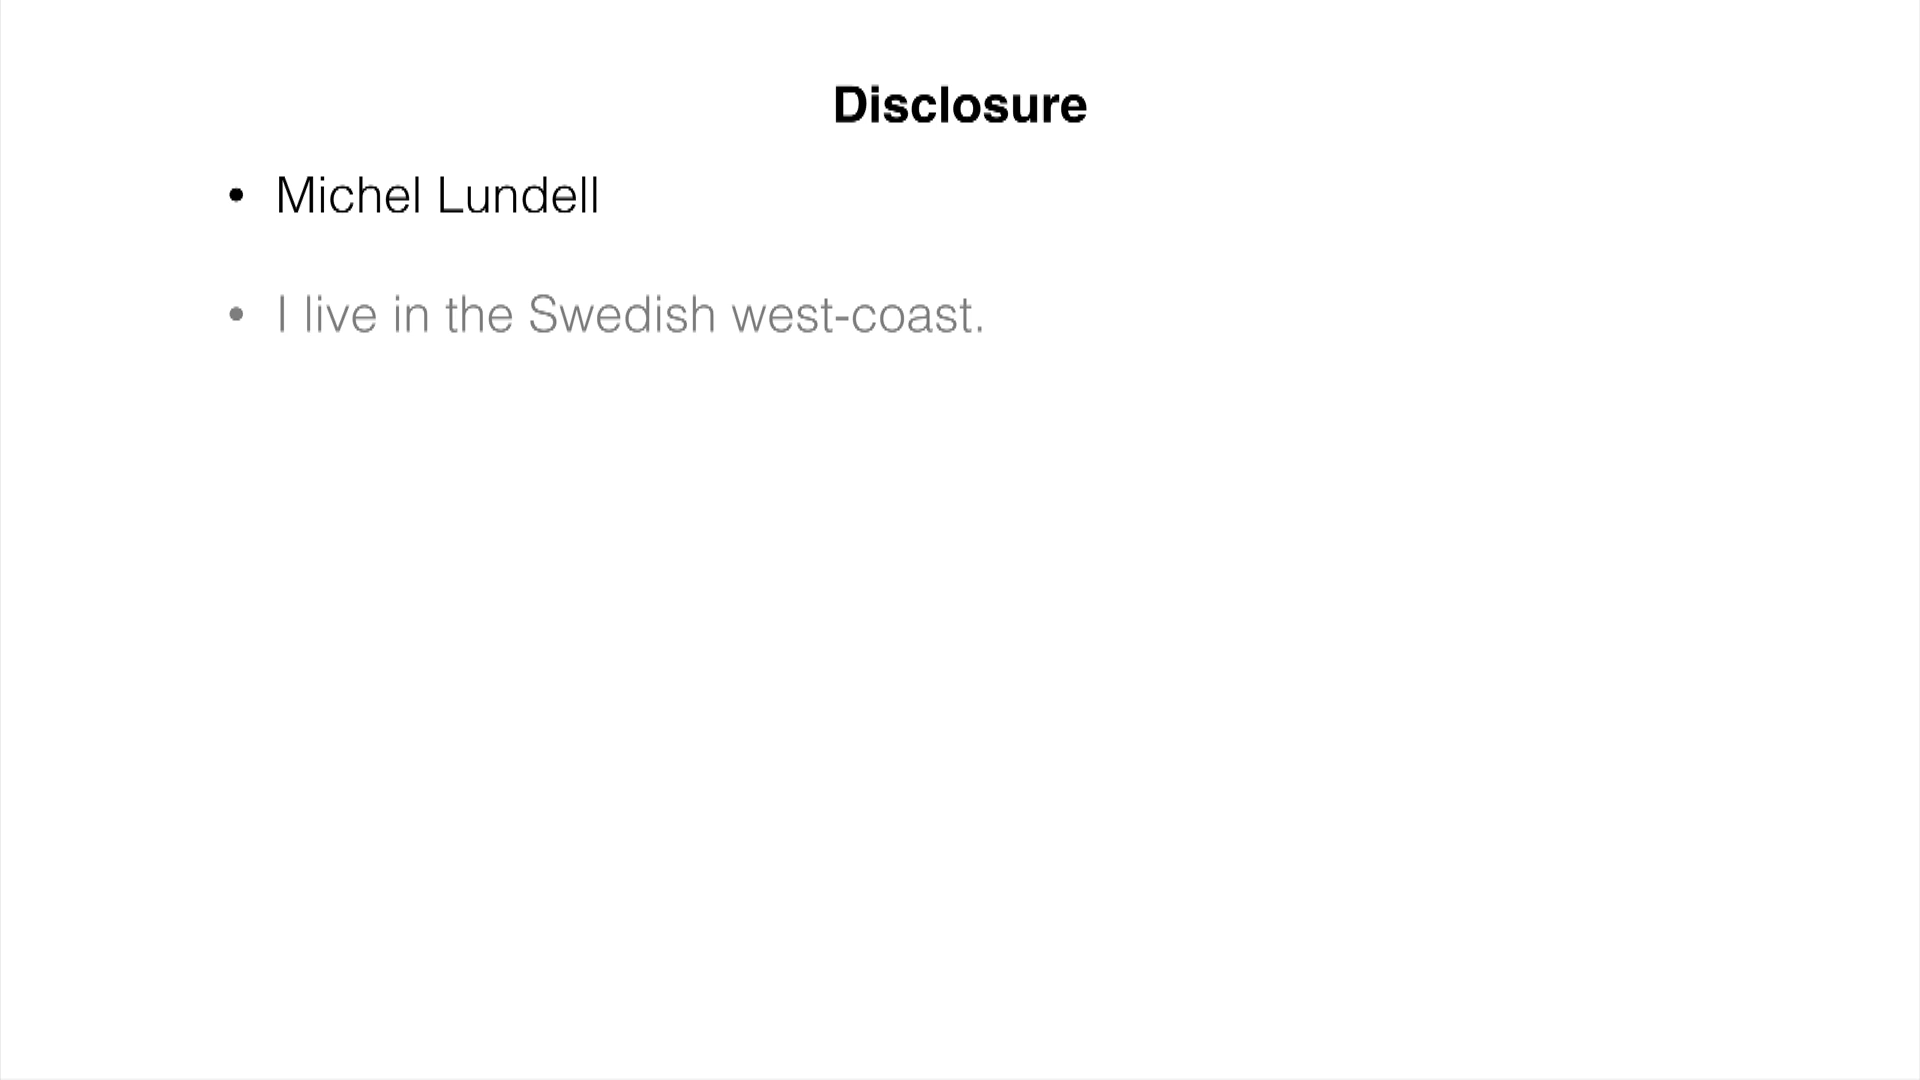 Disclosure
• Michel Lundell
• I live in the Swedish west-coast.